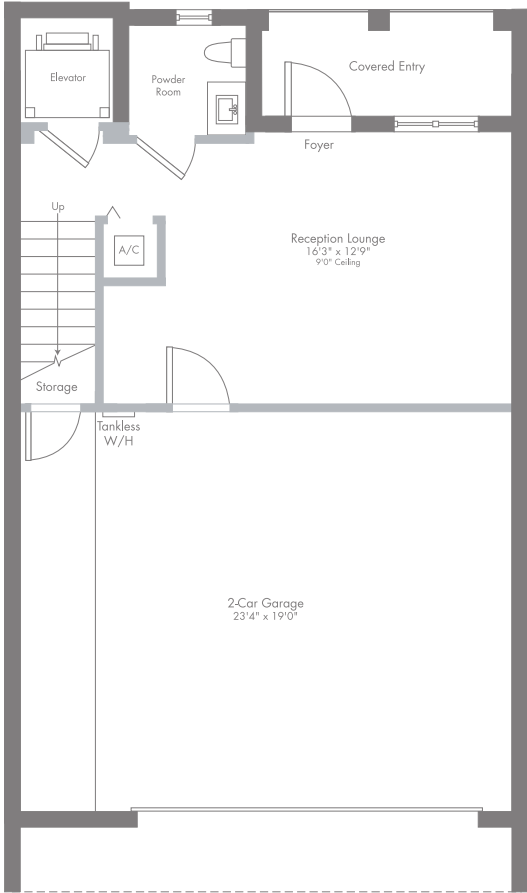 Elevator
Powder
Room
Covered Entry
Foyer
Up
A/C
Reception Lounge
16'3" x 12'9"
9'0" Ceiling
Storage
Tankless
W/H
2-Car Garage
23'4" x 19'0"